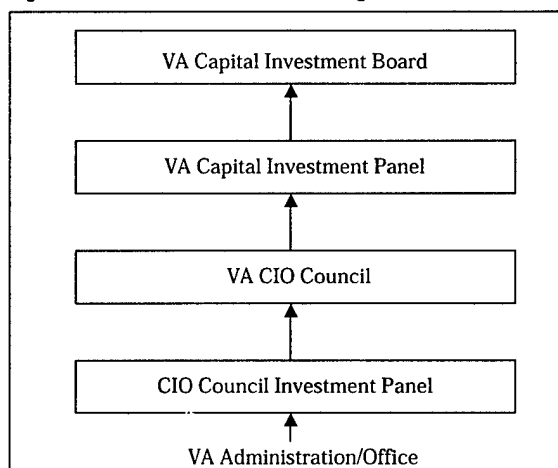 VA Capital Investment Board
VA Capital Investment Panel
VA CIO Council
CIO Council Investment Panel
VA Administration/Office